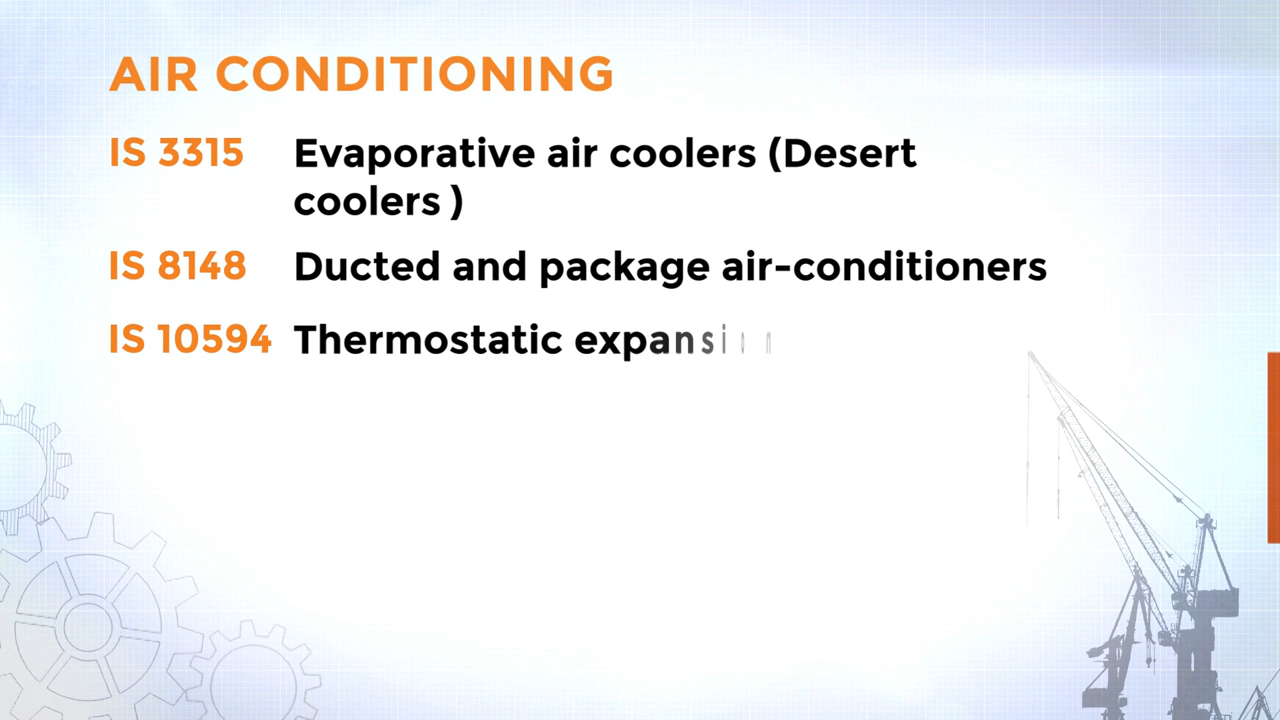 AIR CONDITIONING
IS 3315 Evaporative air coolers (Desert
coolers )
IS 8148 Ducted and package air-conditioners
IS 10594 Thermostatic expansion